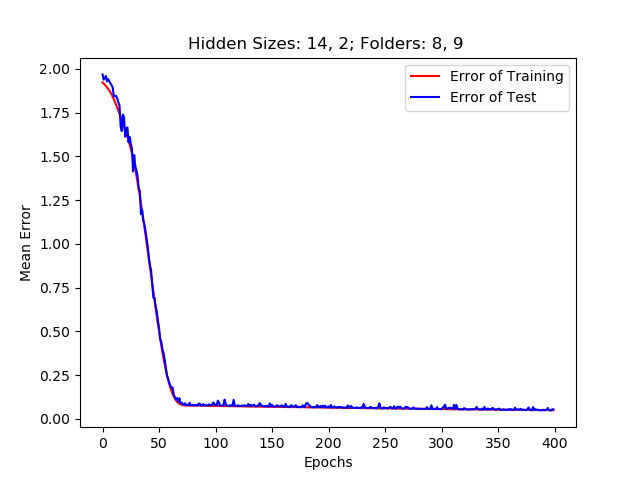 Hidden Sizes: 14, 2; Folders: 8, 9
Error of Training
Error of Test
2.00
1.75
1.50
1.25
1.00
0.75
0.50
0.25
0.00
Mean Error
0 50 100 150 200 250 300 350 400
Epochs